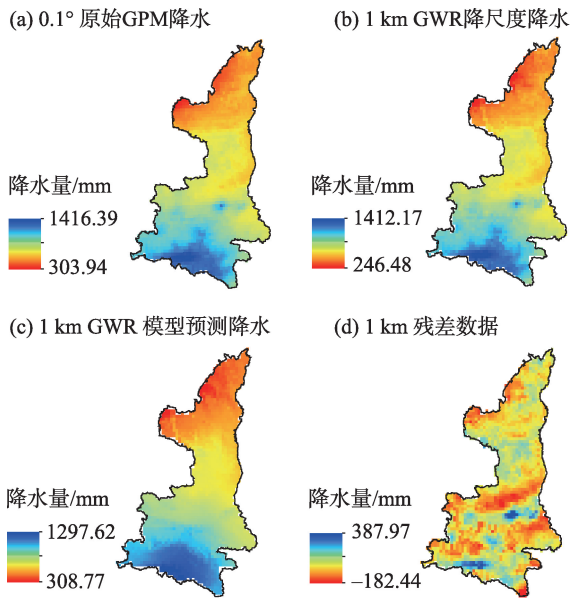 (a) 0.1° 原始GPM降水
(b) 1 km GWR降尺度降水
降水量/mm
1416.39
303.94
降水量/mm
1412.17
246.48
(c) 1 km GWR 模型预测降水
(d) 1 km 残差数据
降水量/mm
1297.62
308.77
降水量/mm
387.97
−182.44